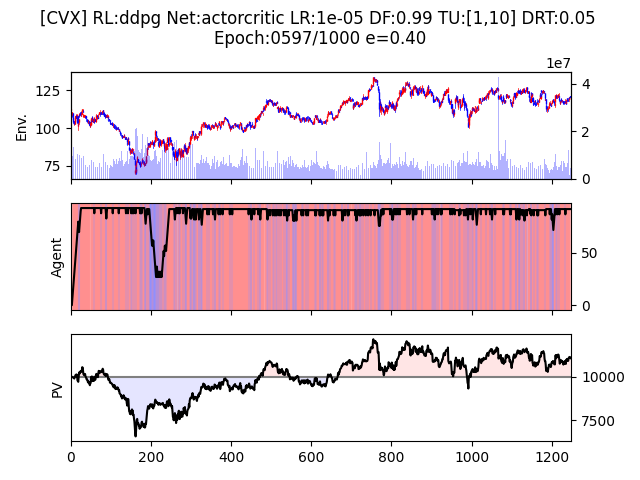 [CVX] RL:ddpg Net:actorcritic LR:1e-05 DF:0.99 TU:[1,10] DRT:0.05
Epoch:0597/1000 e=0.40
1e7
125
100
75
Env.
4
2
0
Agent
50
0
PV
10000
7500
0
200
400
600
800
1000
1200